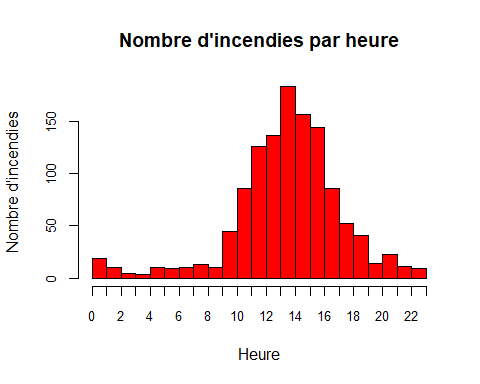 Nombre d'incendies par heure
Nombre d'incendies
150
100
50
0
0 2 4 6 8 10 12 14 16 18 20 22
Heure